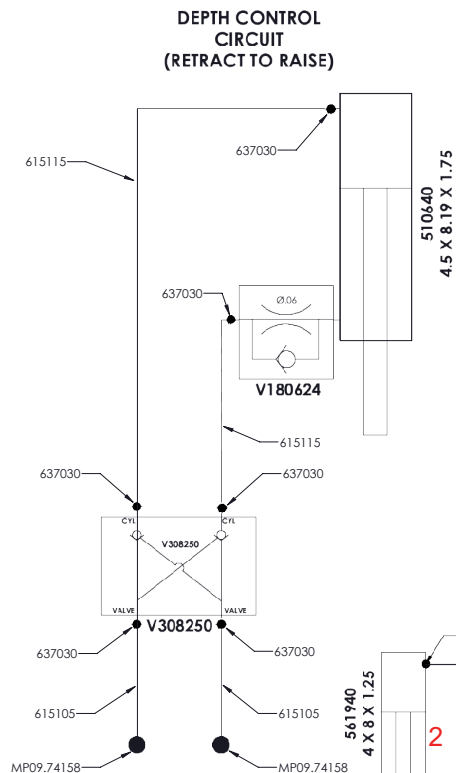 DEPTH CONTROL
CIRCUIT
(RETRACT TO RAISE)
637030
615115
510640
4.5 X 8.19 X 1.75
637030
Ø.06
V180624
615115
637030
637030
CYL
CYL
V308250
VALVE
VALVE
V308250
637030
637030
615105
615105
MP09.74158
MP09.74158
561940
4 X 8 X 1.25
2